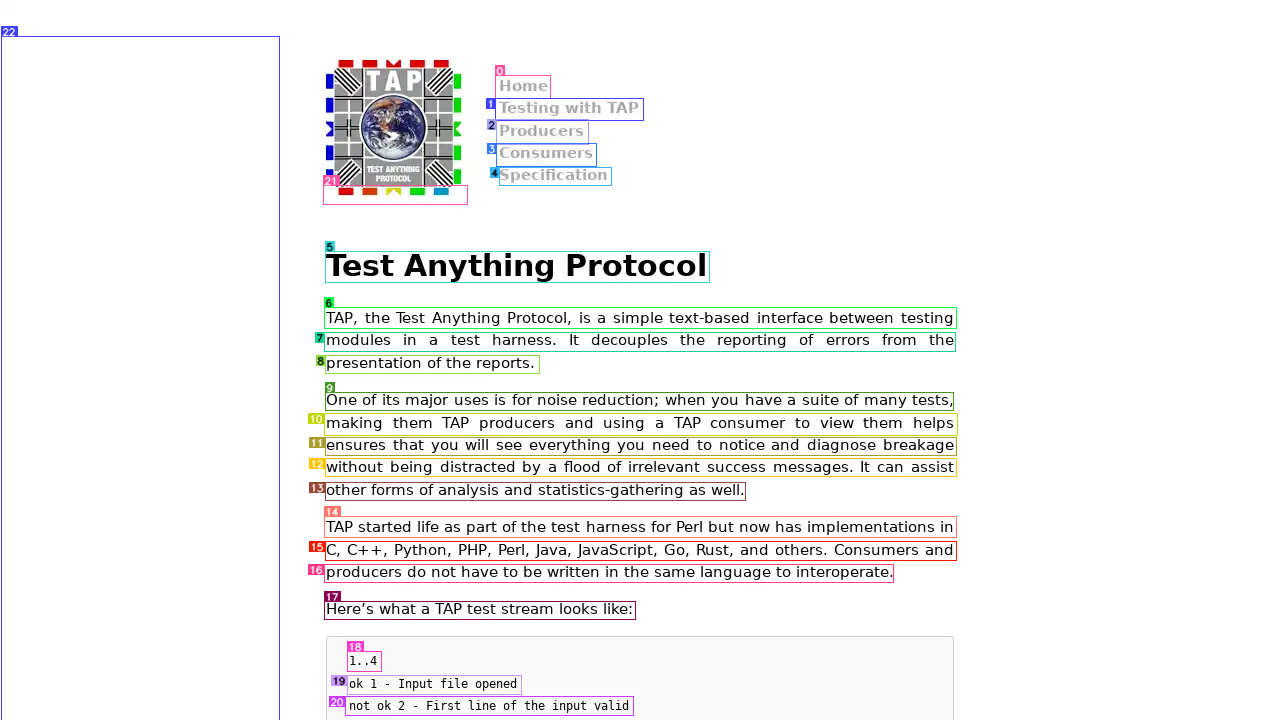 TAP
TEST ANYTHING
PROTOCOL
22
21
0
Home
1
Testing with TAP
2
Producers
3
Consumers
4
Specification
5
Test Anything Protocol
6
TAP, the Test Anything Protocol, is a simple text-based interface between testing
7
modules in a test harness. It decouples the reporting of errors from the
8
presentation of the reports.
9
One of its major uses is for noise reduction; when you have a suite of many tests,
10
making them TAP producers and using a TAP consumer to view them helps
11
ensures that you will see everything you need to notice and diagnose breakage
12
without being distracted by a flood of irrelevant success messages. It can assist
13
other forms of analysis and statistics-gathering as well.
14
TAP started life as part of the test harness for Perl but now has implementations in
15
C, C++, Python, PHP, Perl, Java, JavaScript, Go, Rust, and others. Consumers and
16
producers do not have to be written in the same language to interoperate.
17
Here’s what a TAP test stream looks like:
18
1..4
19
ok 1 - Input file opened
20
not ok 2 - First line of the input valid